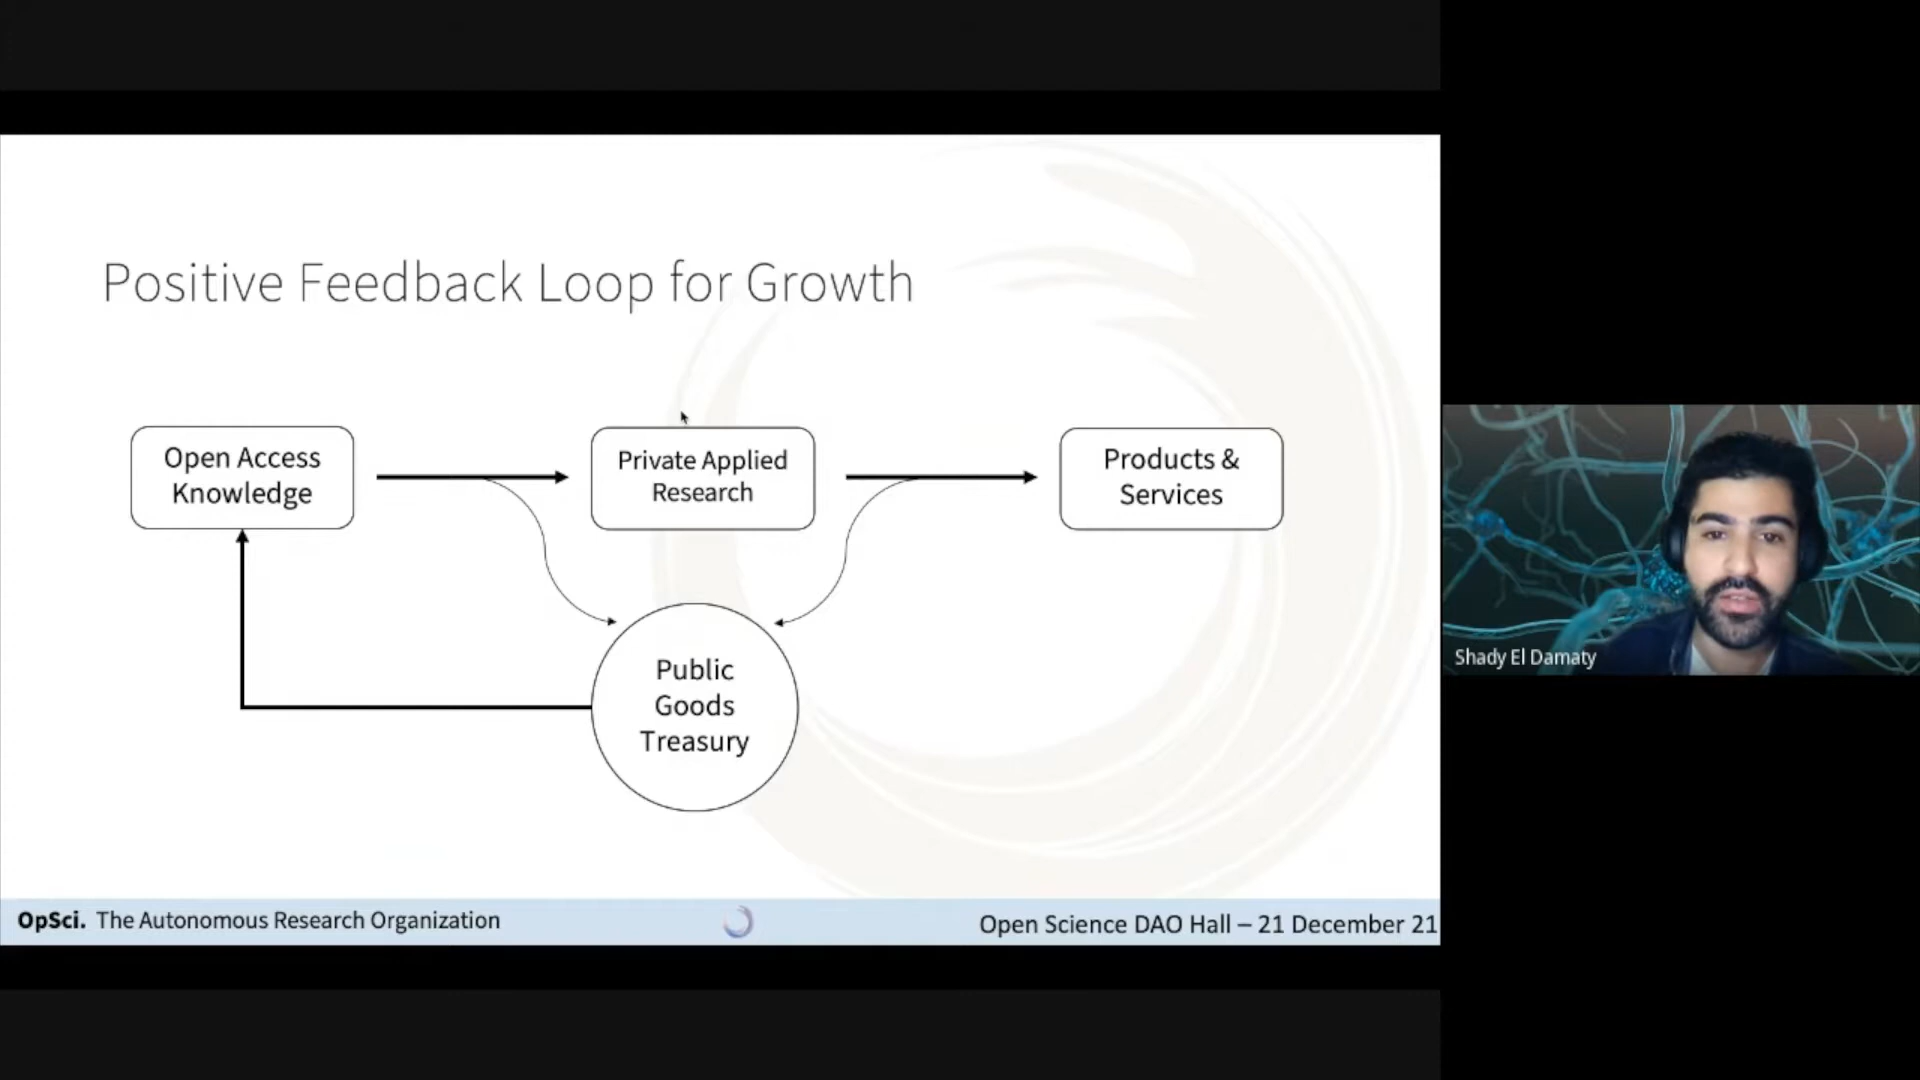 Positive Feedback Loop for Growth
Open Access
Knowledge
Private Applied
Research
Products &
Services
Public
Goods
Treasury
Shady El Damaty
OpSci. The Autonomous Research Organization
Open Science DAO Hall – 21 December 21